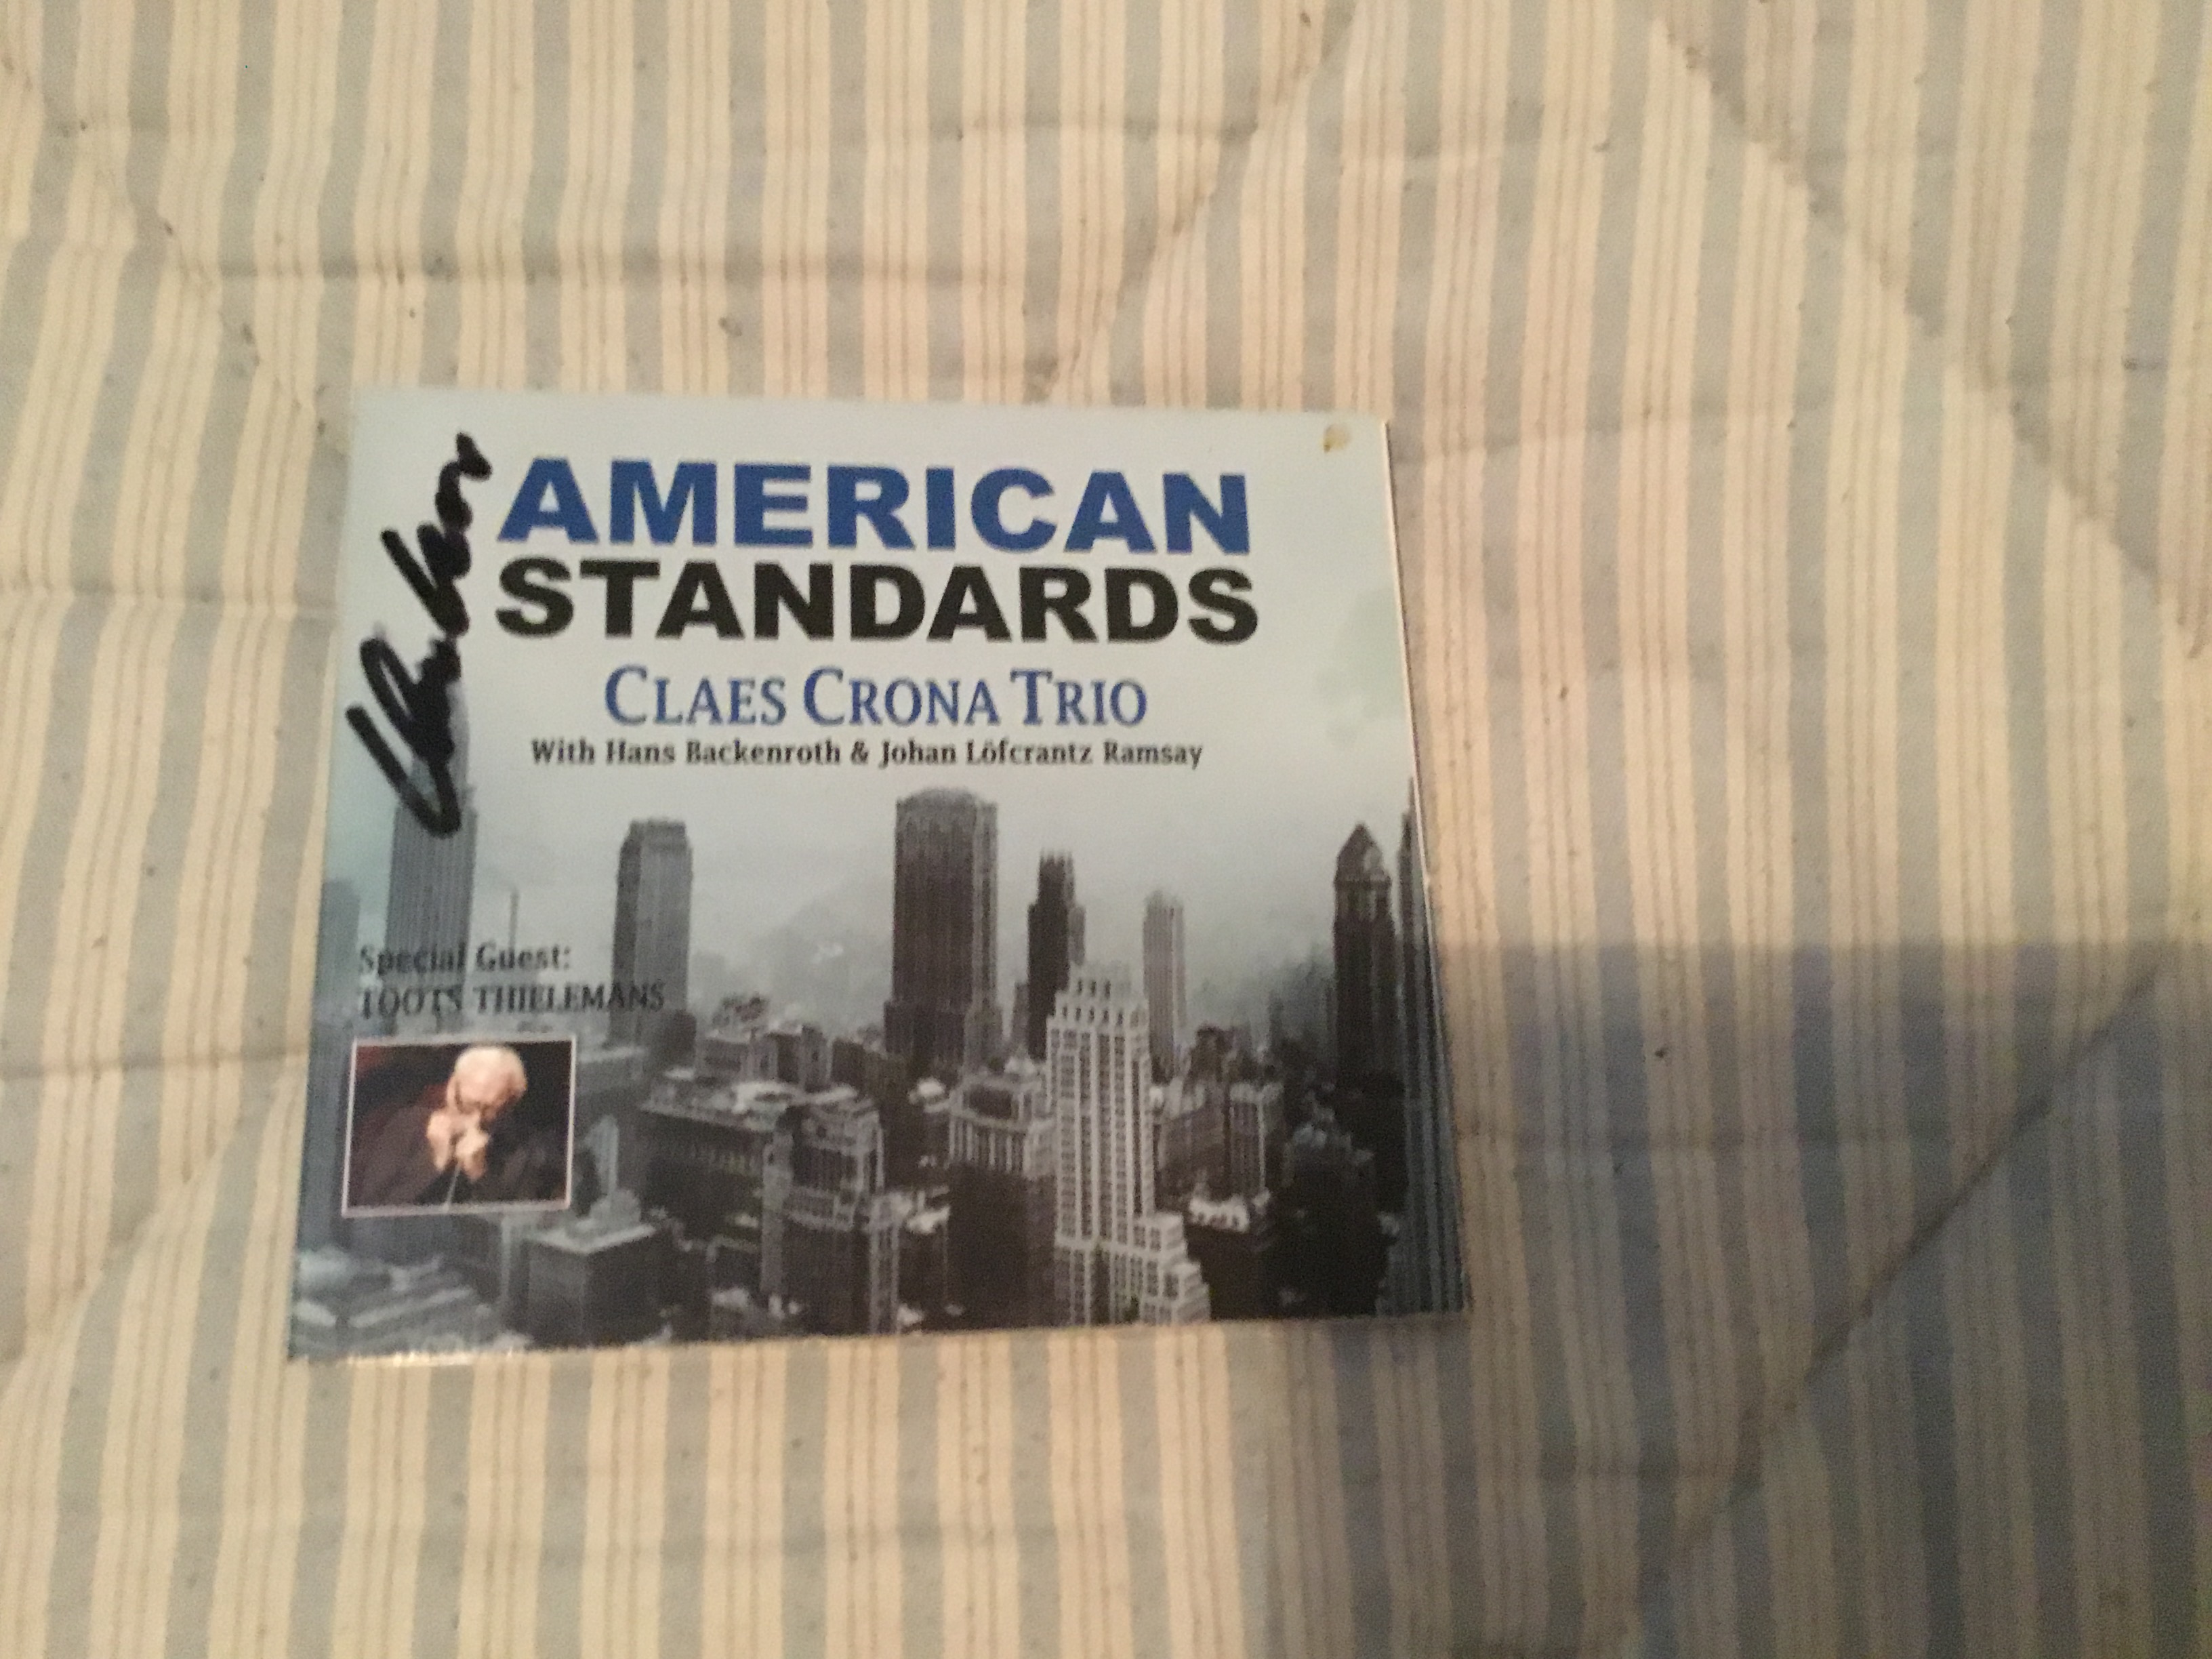 AMERICAN
STANDARDS
CLAES CRONA TRIO
With Hans Backenroth & Johan Löfcrantz Ramsay
Special Guest:
TOOTS THIELEMANS